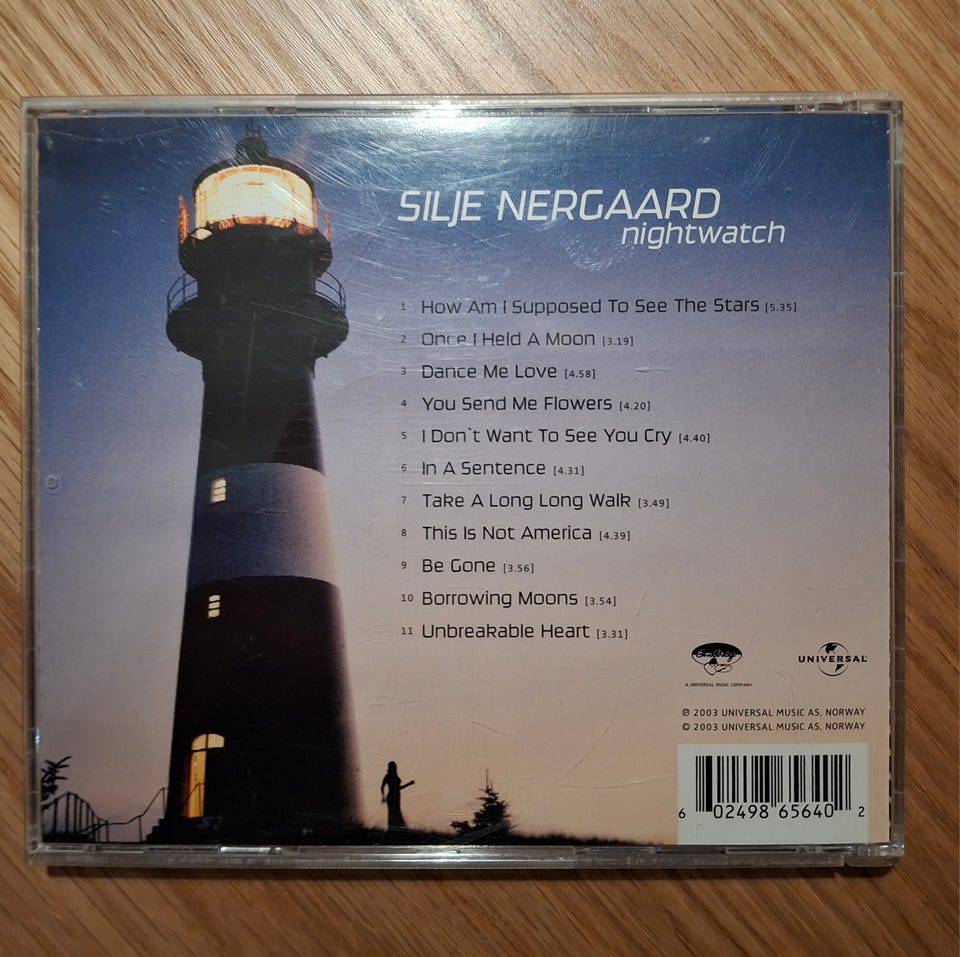 SILJE NERGAARD
nightwatch
1 How Am I Supposed To See The Stars [5.35]
2 Once I Held A Moon [3.19]
3 Dance Me Love [4.58]
4 You Send Me Flowers [4.20]
5 I Don`t Want To See You Cry [4.40]
6 In A Sentence [4.31]
7 Take A Long Long Walk [3.49]
8 This Is Not America [4.39]
9 Be Gone [3.56]
10 Borrowing Moons [3.54]
11 Unbreakable Heart [3.31]
EmArcy
A UNIVERSAL MUSIC COMPANY
UNIVERSAL
℗ 2003 UNIVERSAL MUSIC AS, NORWAY
© 2003 UNIVERSAL MUSIC AS, NORWAY
6 02498 65640 2